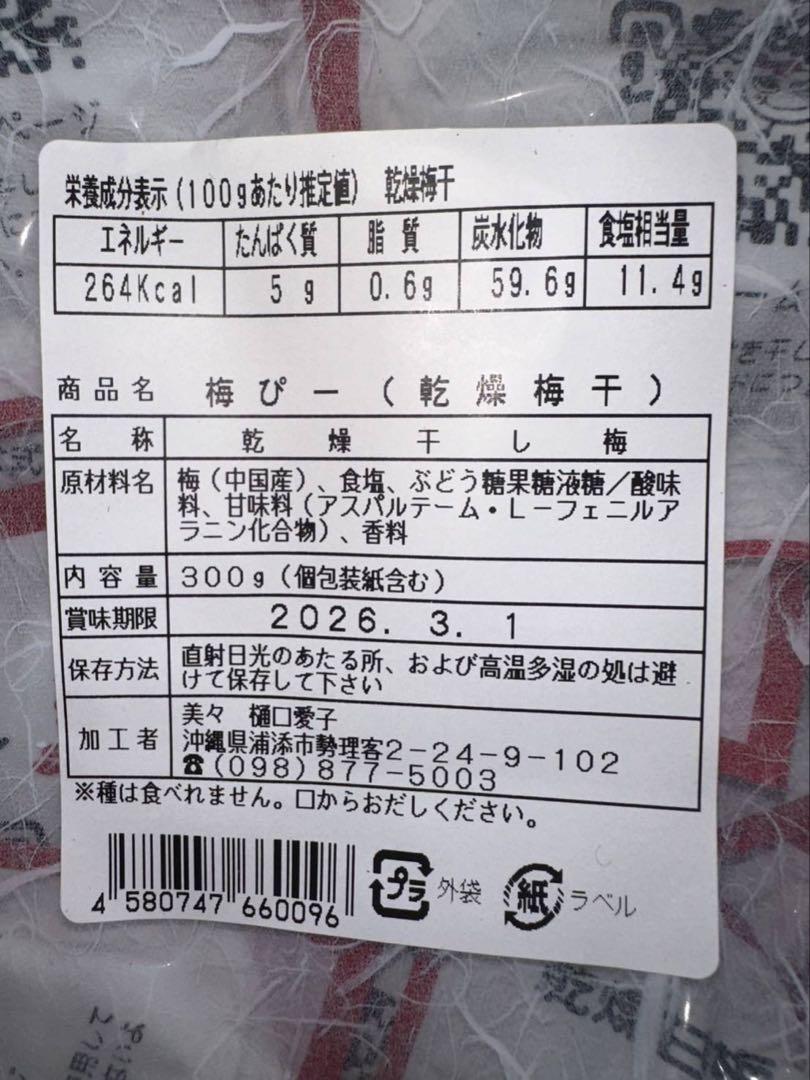 栄養成分表示(100gあたり推定値) 乾燥梅干
エネルギー たんぱく質 脂質 炭水化物 食塩相当量
264Kcal 5g 0.6g 59.6g 11.4g
商品名 梅ぴー(乾燥梅干)
名称 乾燥干し梅
原材料名 梅(中国産)、食塩、ぶどう糖果糖液糖/酸味
料、甘味料(アスパルテーム・L-フェニルア
ラニン化合物)、香料
内容量 300g(個包装紙含む)
賞味期限 2026. 3. 1
保存方法 直射日光のあたる所、および高温多湿の処は避
けて保存して下さい
加工者 美々 樋口愛子
沖縄県浦添市勢理客2-24-9-102
☎(098)877-5003
※種は食べれません。口からおだしください。
4 580747 660096
プラ 外袋 紙 ラベル